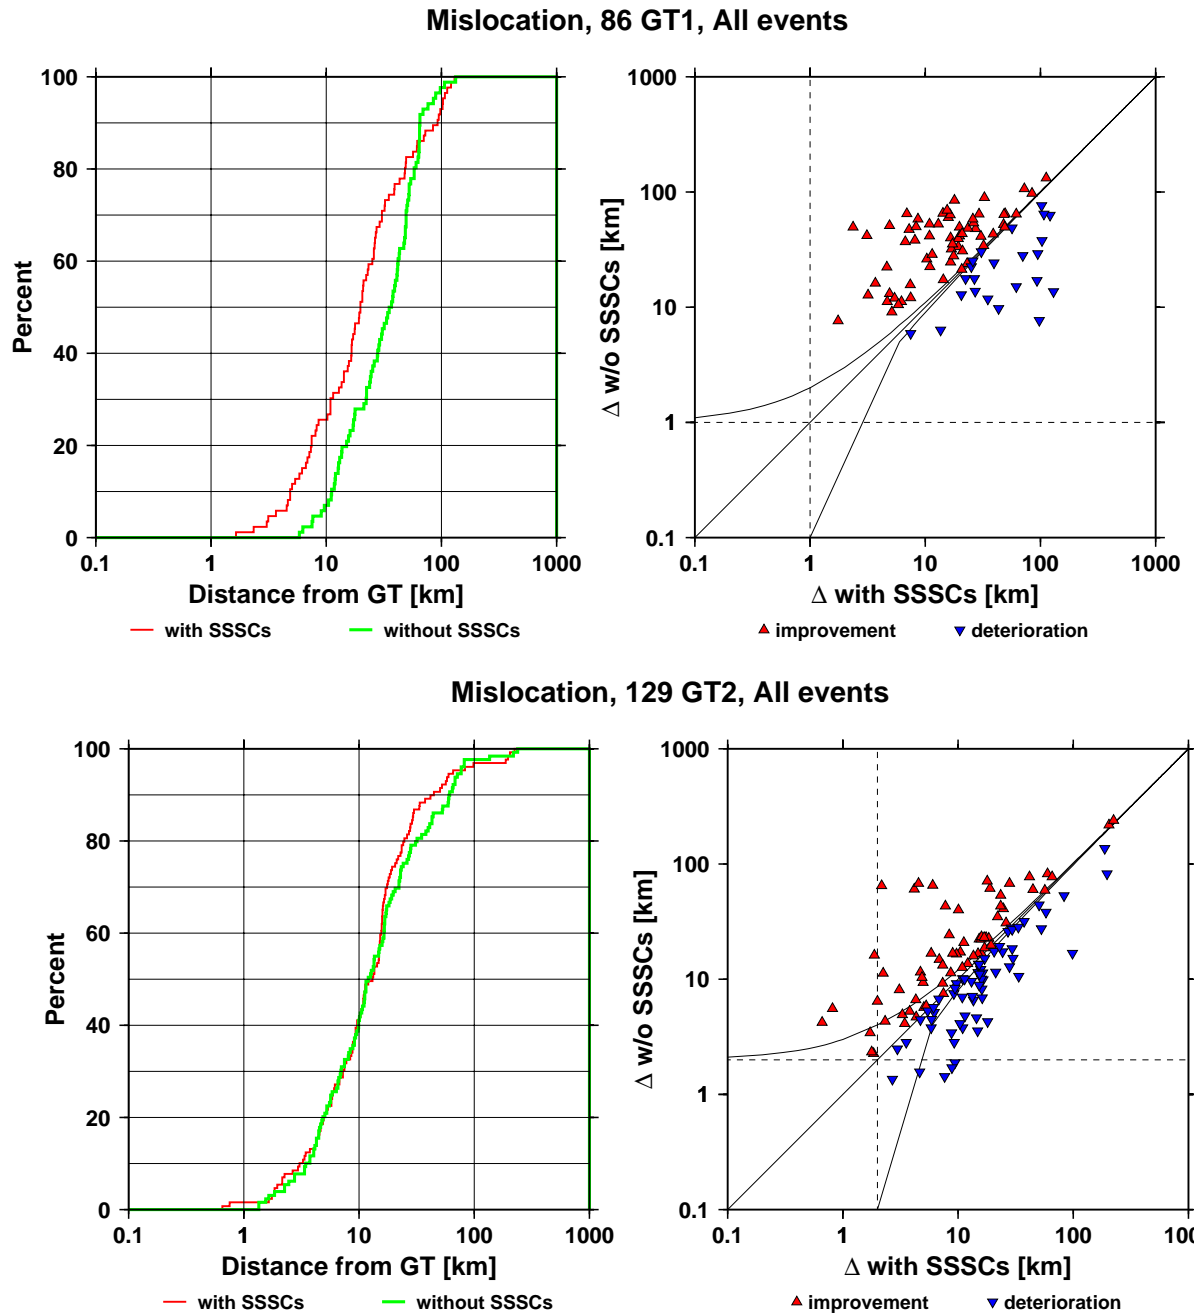 Mislocation, 86 GT1, All events
100
80
60
40
20
0
Percent
0.1 1 10 100 1000
Distance from GT [km]
with SSSCs without SSSCs
1000
100
10
1
0.1
Δ w/o SSSCs [km]
0.1 1 10 100 1000
Δ with SSSCs [km]
improvement deterioration
Mislocation, 129 GT2, All events
100
80
60
40
20
0
Percent
0.1 1 10 100 1000
Distance from GT [km]
with SSSCs without SSSCs
1000
100
10
1
0.1
Δ w/o SSSCs [km]
0.1 1 10 100 100
Δ with SSSCs [km]
improvement deterioration